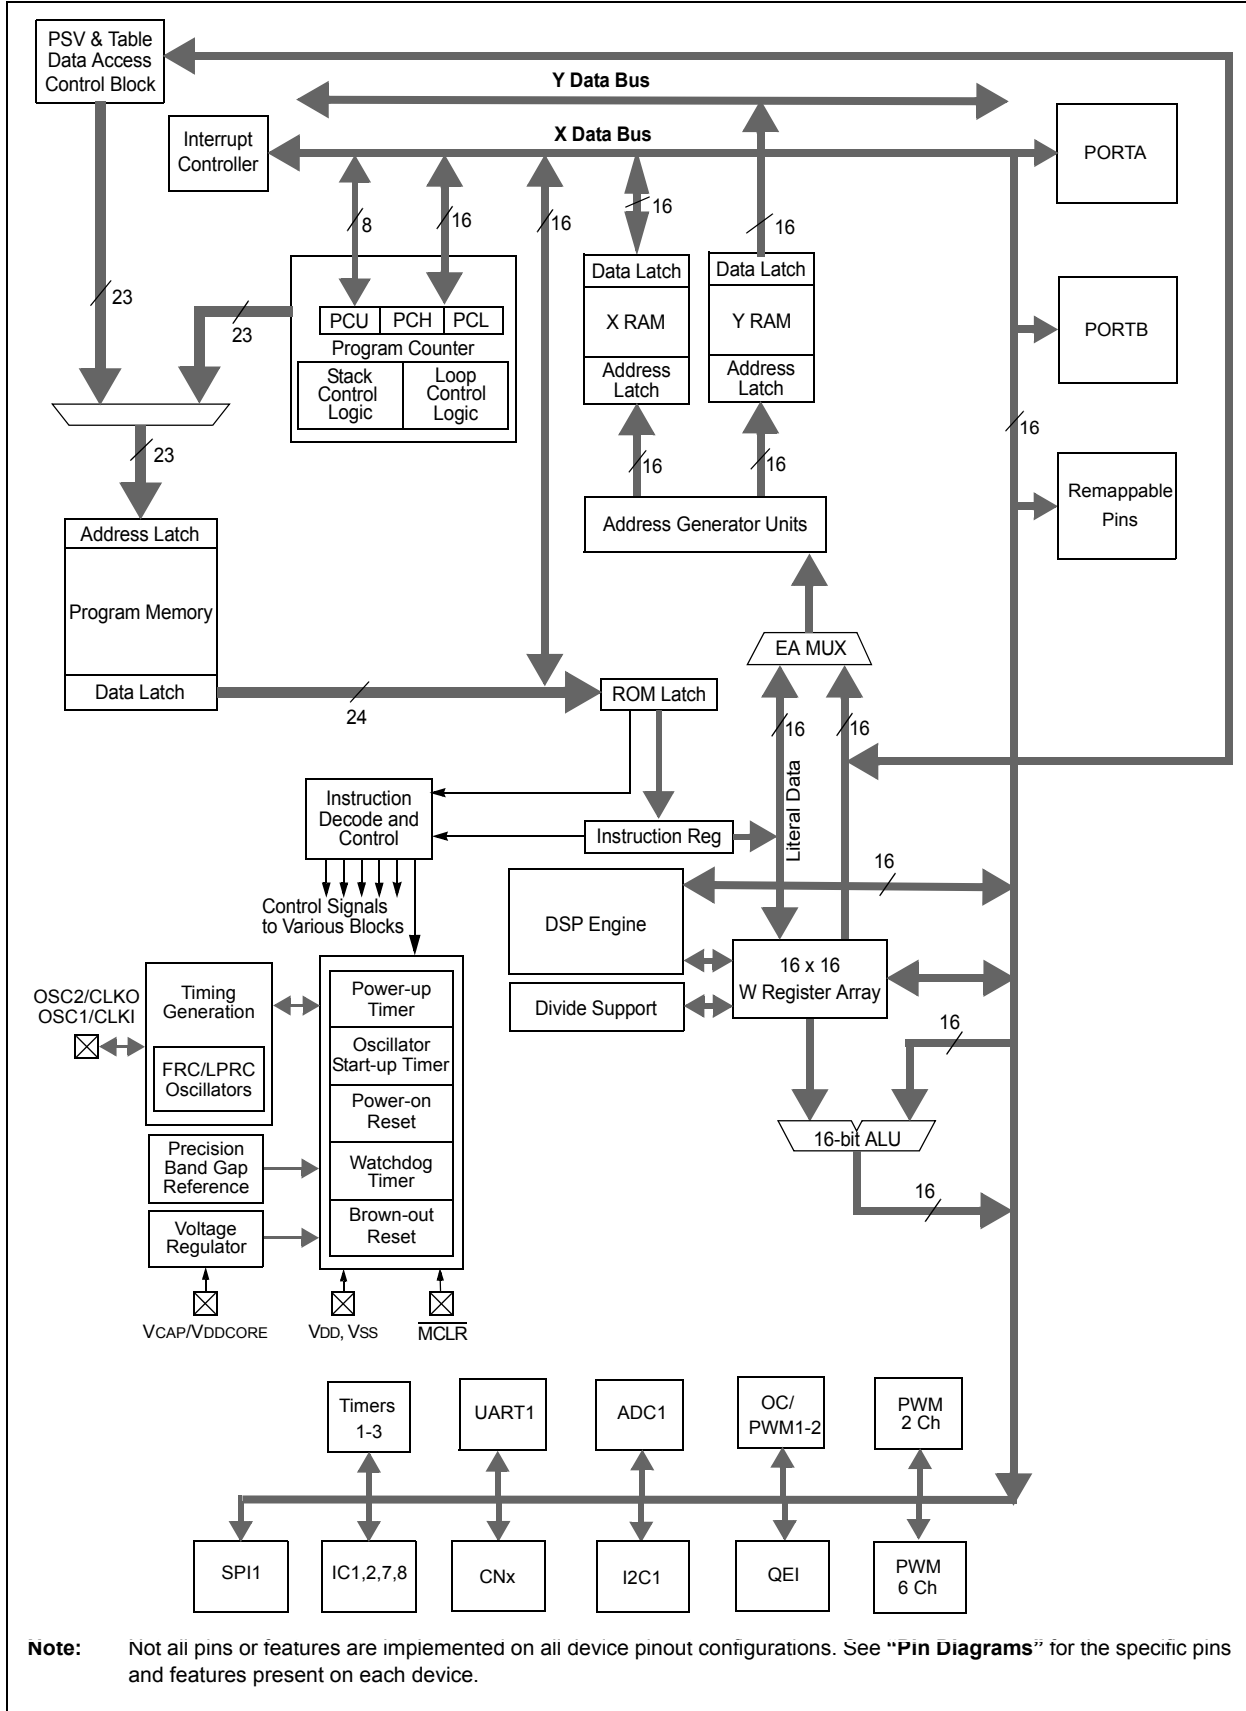 PSV & Table
Data Access
Control Block
Y Data Bus
Interrupt
Controller
X Data Bus
PORTA
8
16
16
16
16
23
23
Data Latch
X RAM
Address
Latch
Data Latch
Y RAM
Address
Latch
PCU
PCH
PCL
Program Counter
Stack
Control
Logic
Loop
Control
Logic
PORTB
16
23
16
16
Address Latch
Program Memory
Data Latch
Address Generator Units
Remappable
Pins
EA MUX
24
ROM Latch
16
16
Literal Data
Instruction
Decode and
Control
Instruction Reg
16
Control Signals
to Various Blocks
DSP Engine
16 x 16
W Register Array
Divide Support
OSC2/CLKO
OSC1/CLKI
Timing
Generation
FRC/LPRC
Oscillators
Power-up
Timer
Oscillator
Start-up Timer
Power-on
Reset
Watchdog
Timer
Brown-out
Reset
16
16-bit ALU
16
Precision
Band Gap
Reference
Voltage
Regulator
VCAP/VDDCORE
VDD, VSS
MCLR
Timers
1-3
UART1
ADC1
OC/
PWM1-2
PWM
2 Ch
SPI1
IC1,2,7,8
CNx
I2C1
QEI
PWM
6 Ch
Note: Not all pins or features are implemented on all device pinout configurations. See “Pin Diagrams” for the specific pins
and features present on each device.